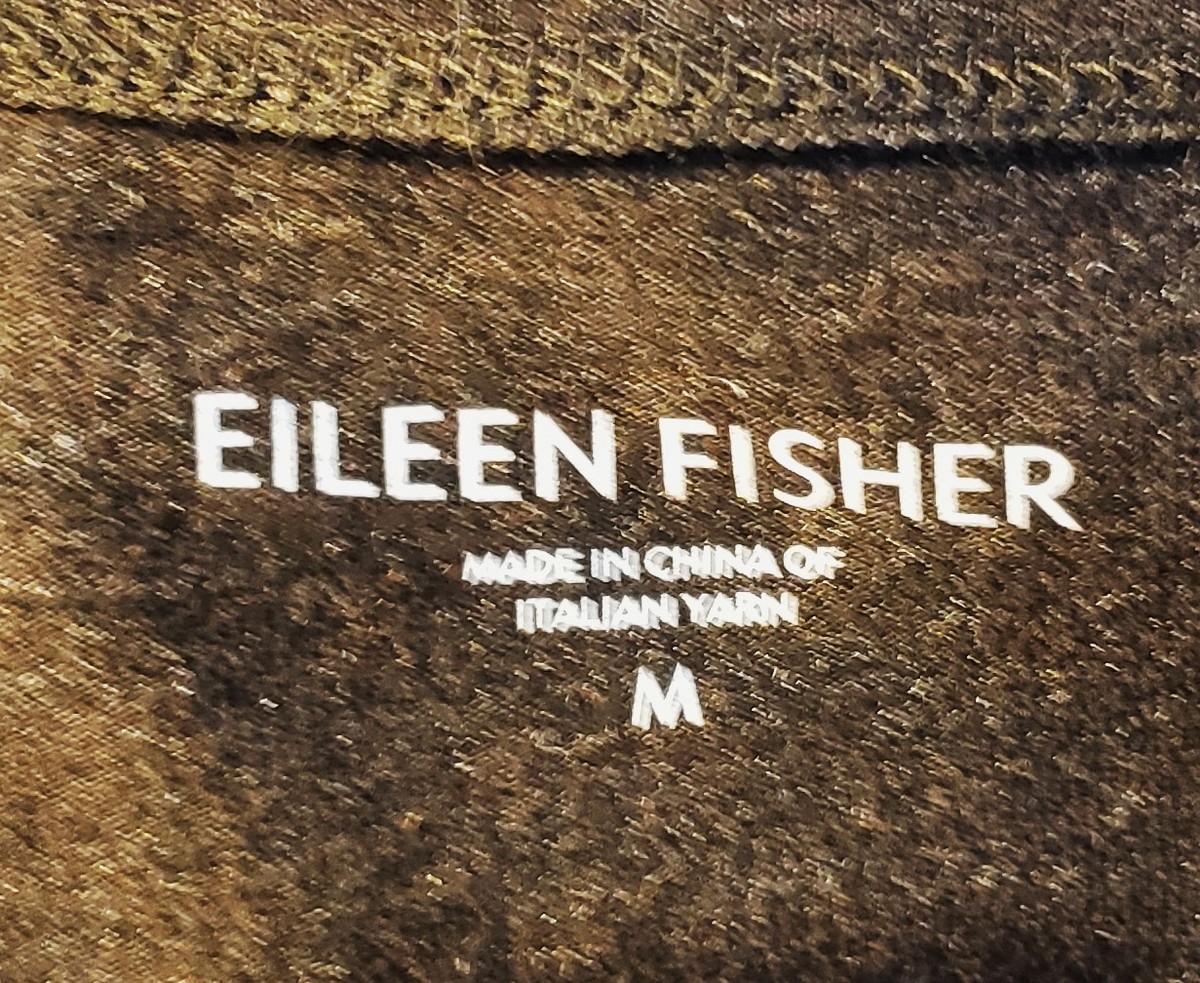 EILEEN FISHER
MADE IN CHINA OF
ITALIAN YARN
M